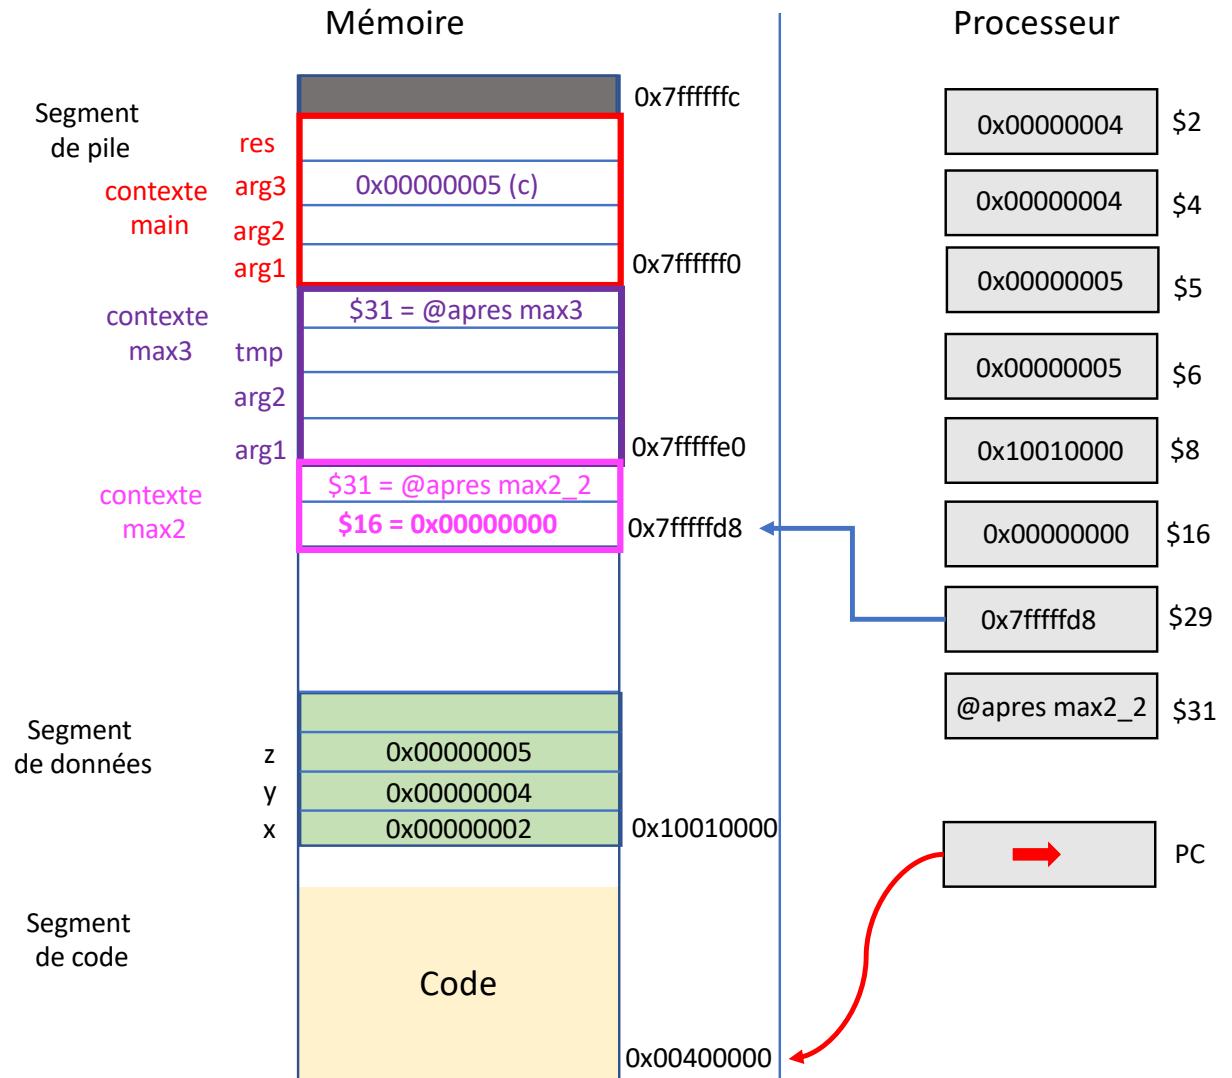 Mémoire
Processeur
Segment
de pile
0x7ffffffc
res
contexte
main
arg3
0x00000005 (c)
arg2
arg1
0x7ffffff0
contexte
max3
$31 = @apres max3
tmp
arg2
arg1
0x7fffffe0
contexte
max2
$31 = @apres max2_2
$16 = 0x00000000
0x7fffffd8
Segment
de données
z
0x00000005
y
0x00000004
x
0x00000002
0x10010000
Segment
de code
Code
0x00400000
0x00000004 $2
0x00000004 $4
0x00000005 $5
0x00000005 $6
0x10010000 $8
0x00000000 $16
0x7fffffd8 $29
@apres max2_2 $31
PC